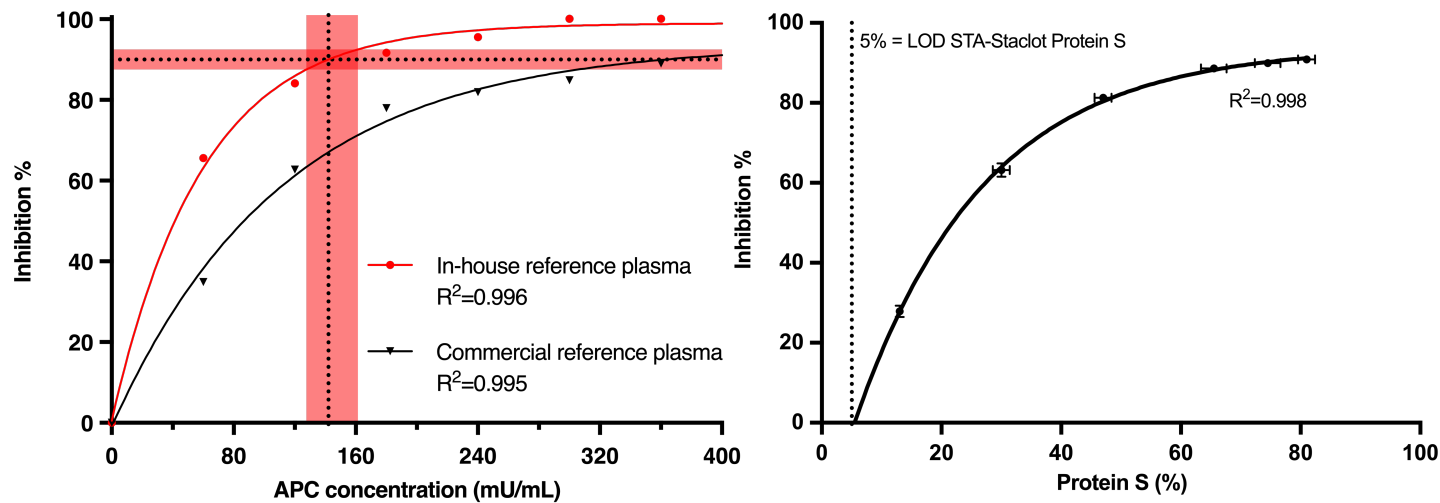 Inhibition %
100
80
60
40
20
0
0
80
160
240
320
400
APC concentration (mU/mL)
In-house reference plasma
R²=0.996
Commercial reference plasma
R²=0.995
Inhibition %
100
80
60
40
20
0
0
20
40
60
80
100
Protein S (%)
5% = LOD STA-Staclot Protein S
R²=0.998